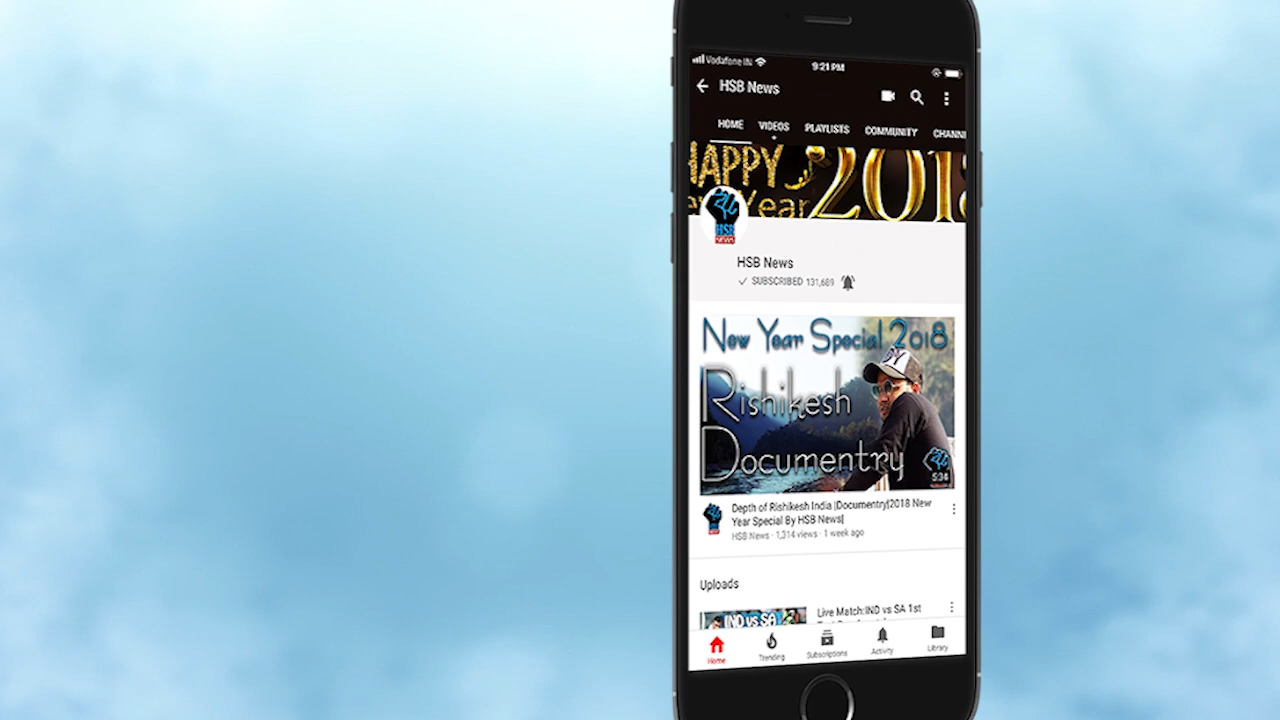 Vodafone IN
9:21 PM
HSB News
HOME VIDEOS PLAYLISTS COMMUNITY CHANN
HAPPY 2018
Year
HSB
NEWS
HSB News
SUBSCRIBED 131,689
New Year Special 2018
Rishikesh
Documentry
5:34
Depth of Rishikesh India |Documentry|2018 New
Year Special By HSB News|
HSB News · 1,314 views · 1 week ago
Uploads
IND vs SA
Live Match:IND vs SA 1st
Home Trending Subscriptions Activity Library